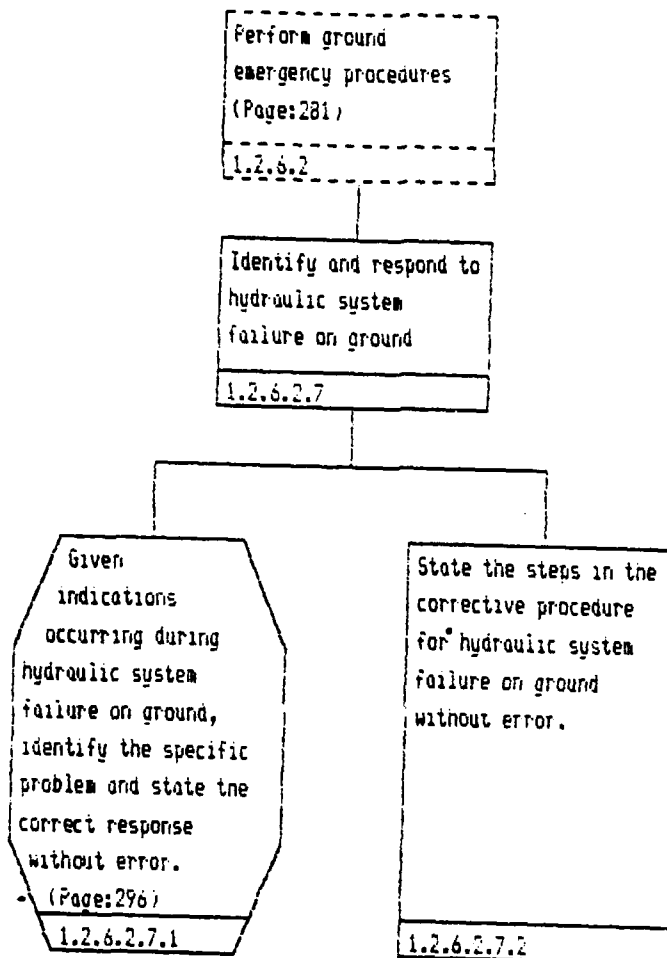 Perform ground
emergency procedures
(Page:281)
1.2.6.2
Identify and respond to
hydraulic system
failure on ground
1.2.6.2.7
Given
indications
occurring during
hydraulic system
failure on ground,
identify the specific
problem and state the
correct response
without error.
(Page:296)
1.2.6.2.7.1
State the steps in the
corrective procedure
for hydraulic system
failure on ground
without error.
1.2.6.2.7.2